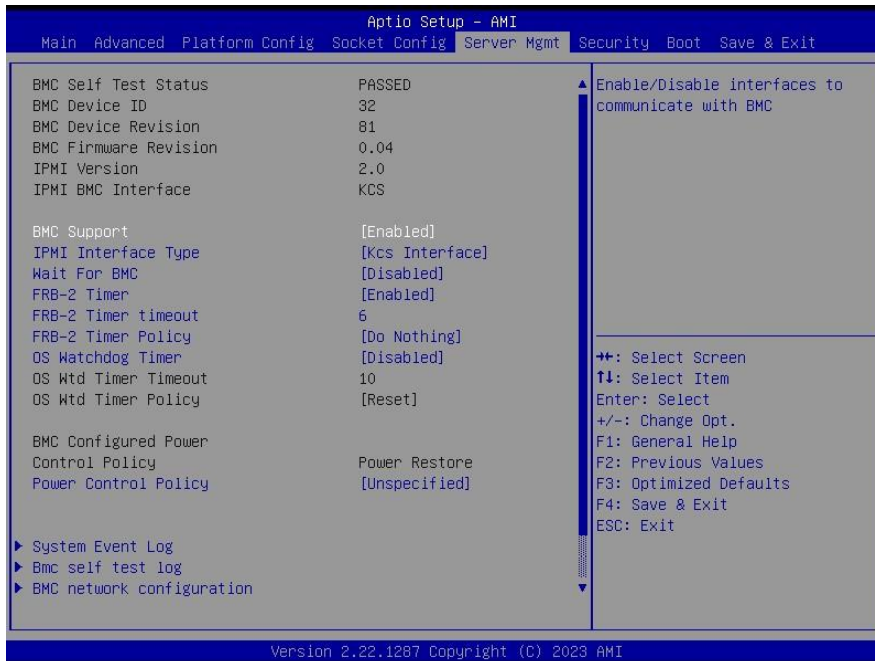 Aptio Setup – AMI
Main Advanced Platform Config Socket Config Server Mgmt Security Boot Save & Exit
BMC Self Test Status PASSED
BMC Device ID 32
BMC Device Revision 81
BMC Firmware Revision 0.04
IPMI Version 2.0
IPMI BMC Interface KCS
BMC Support [Enabled]
IPMI Interface Type [Kcs Interface]
Wait For BMC [Disabled]
FRB-2 Timer [Enabled]
FRB-2 Timer timeout 6
FRB-2 Timer Policy [Do Nothing]
OS Watchdog Timer [Disabled]
OS Wtd Timer Timeout 10
OS Wtd Timer Policy [Reset]
BMC Configured Power
Control Policy Power Restore
Power Control Policy [Unspecified]
System Event Log
Bmc self test log
BMC network configuration
Enable/Disable interfaces to
communicate with BMC
→←: Select Screen
↑↓: Select Item
Enter: Select
+/-: Change Opt.
F1: General Help
F2: Previous Values
F3: Optimized Defaults
F4: Save & Exit
ESC: Exit
Version 2.22.1287 Copyright (C) 2023 AMI